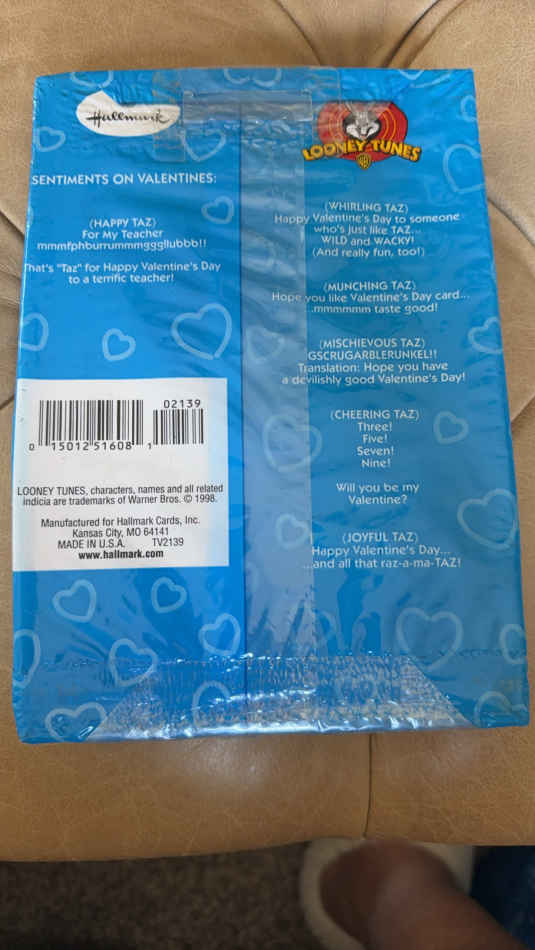 Hallmark
LOONEY TUNES
WB
SENTIMENTS ON VALENTINES:
(HAPPY TAZ)
For My Teacher
mmmfphburrummmgggllubbb!!
That's "Taz" for Happy Valentine's Day
to a terrific teacher!
(WHIRLING TAZ)
Happy Valentine's Day to someone
who's just like TAZ...
WILD and WACKY!
(And really fun, too!)
(MUNCHING TAZ)
Hope you like Valentine's Day card...
...mmmmmm taste good!
(MISCHIEVOUS TAZ)
GSCRUGARBLERUNKEL!!
Translation: Hope you have
a devilishly good Valentine's Day!
(CHEERING TAZ)
Three!
Five!
Seven!
Nine!
Will you be my
Valentine?
(JOYFUL TAZ)
Happy Valentine's Day...
...and all that raz-a-ma-TAZ!
02139
0 15012 51608 1
LOONEY TUNES, characters, names and all related
indicia are trademarks of Warner Bros. © 1998.
Manufactured for Hallmark Cards, Inc.
Kansas City, MO 64141
MADE IN U.S.A. TV2139
www.hallmark.com